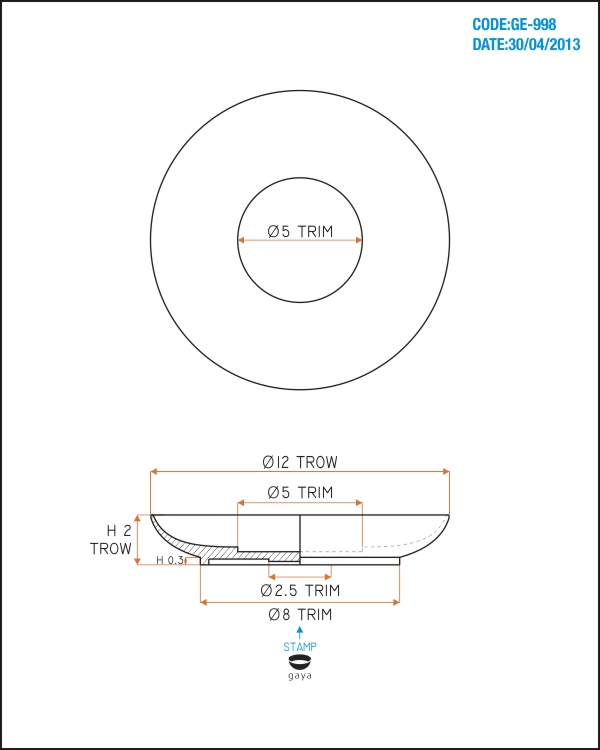 CODE:GE-998
DATE:30/04/2013
Ø5 TRIM
Ø12 TROW
Ø5 TRIM
H 2
TROW
H 0.3
Ø2.5 TRIM
Ø8 TRIM
STAMP
gaya